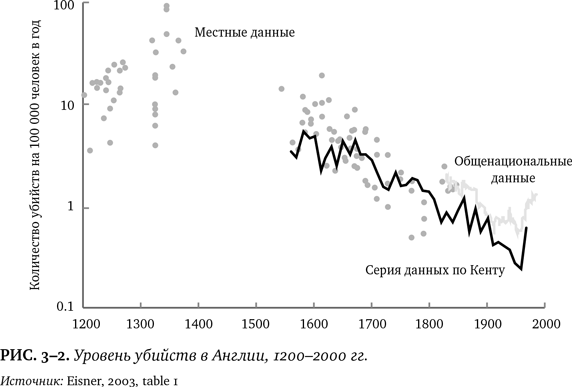 Количество убийств на 100 000 человек в год
100
10
1
0.1
Местные данные
Общенациональные
данные
Серия данных по Кенту
1200 1300 1400 1500 1600 1700 1800 1900 2000
РИС. 3–2. Уровень убийств в Англии, 1200–2000 гг.
Источник: Eisner, 2003, table 1